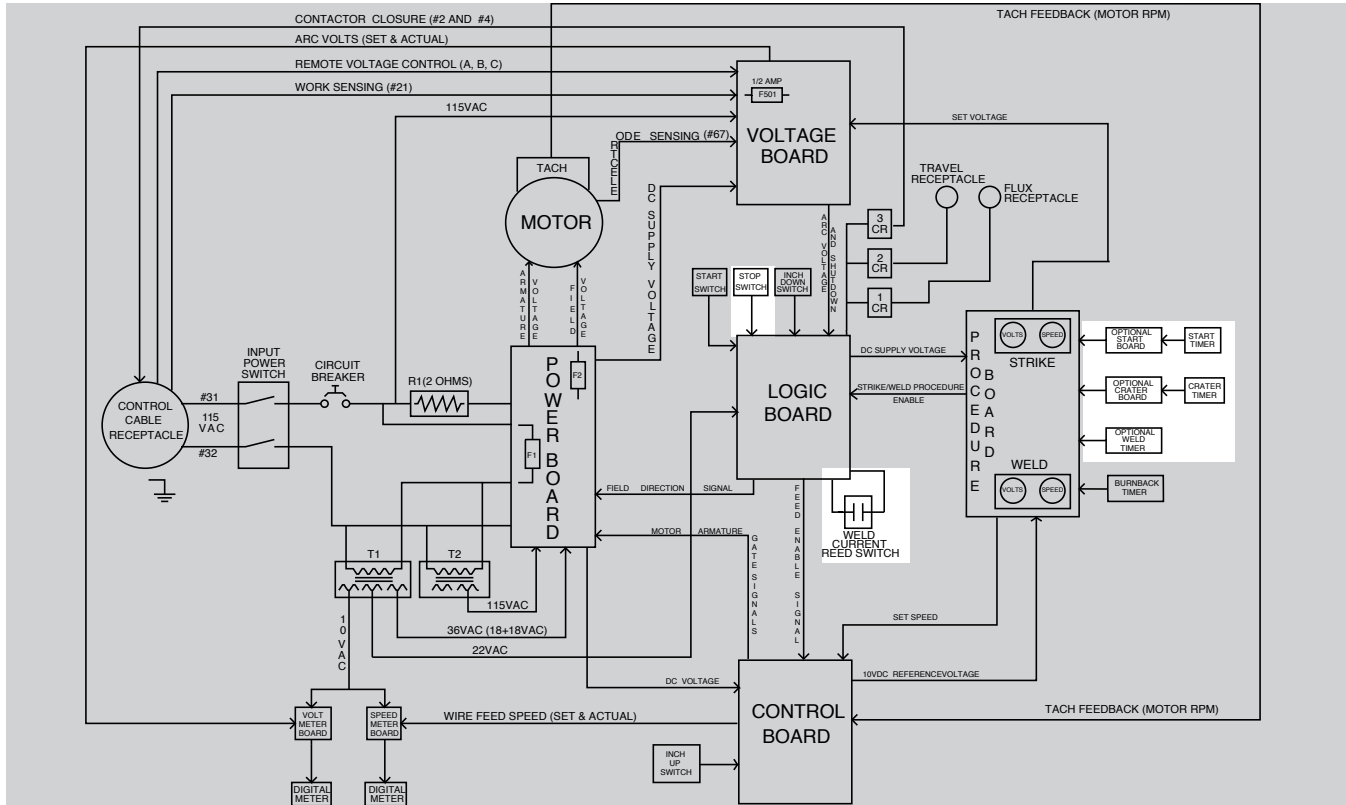 CONTACTOR CLOSURE (#2 AND #4)
TACH FEEDBACK (MOTOR RPM)
ARC VOLTS (SET & ACTUAL)
REMOTE VOLTAGE CONTROL (A, B, C)
WORK SENSING (#21)
115VAC
1/2 AMP
F501
VOLTAGE
BOARD
SET VOLTAGE
ODE SENSING (#67)
RTCELE
TACH
MOTOR
DC SUPPLY VOLTAGE
TRAVEL
RECEPTACLE
FLUX
RECEPTACLE
3
CR
2
CR
1
CR
ARC VOLTAGE
AND SHUTDOWN
ARMATURE
VOLTAGE
FIELD
VOLTAGE
START
SWITCH
STOP
SWITCH
INCH
DOWN
SWITCH
INPUT
POWER
SWITCH
CIRCUIT
BREAKER
R1(2 OHMS)
CONTROL
CABLE
RECEPTACLE
#31
115
VAC
#32
POWER BOARD
F2
F1
LOGIC
BOARD
DC SUPPLY VOLTAGE
STRIKE/WELD PROCEDURE
ENABLE
PROCEDURE
BOARD
VOLTS
SPEED
STRIKE
WELD
VOLTS
SPEED
OPTIONAL
START
BOARD
START
TIMER
OPTIONAL
CRATER
BOARD
CRATER
TIMER
OPTIONAL
WELD
TIMER
BURNBACK
TIMER
FIELD DIRECTION SIGNAL
MOTOR ARMATURE
GATE SIGNALS
FEED ENABLE SIGNAL
WELD
CURRENT
REED SWITCH
T1
T2
115VAC
36VAC (18+18VAC)
22VAC
10 VAC
SET SPEED
10VDC REFERENCEVOLTAGE
DC VOLTAGE
CONTROL
BOARD
TACH FEEDBACK (MOTOR RPM)
VOLT
METER
BOARD
SPEED
METER
BOARD
WIRE FEED SPEED (SET & ACTUAL)
INCH
UP
SWITCH
DIGITAL
METER
DIGITAL
METER